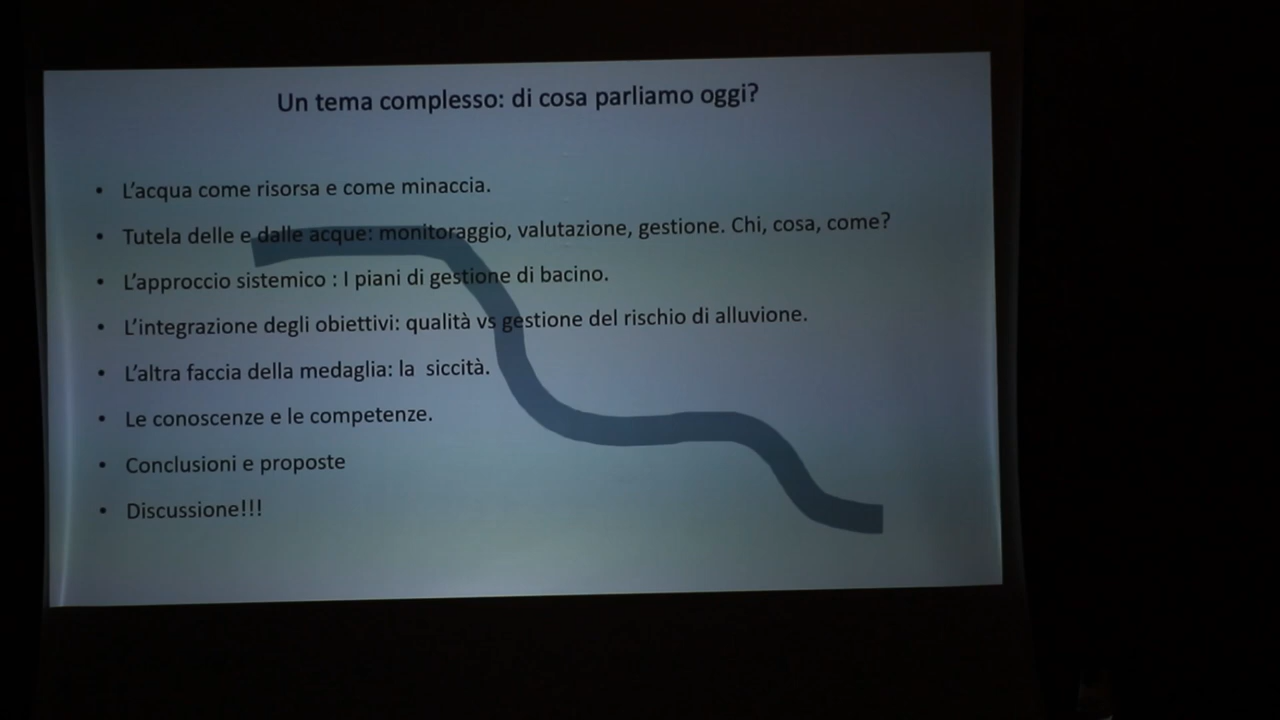 Un tema complesso: di cosa parliamo oggi?
• L'acqua come risorsa e come minaccia.
• Tutela delle e dalle acque: monitoraggio, valutazione, gestione. Chi, cosa, come?
• L'approccio sistemico : I piani di gestione di bacino.
• L'integrazione degli obiettivi: qualità vs gestione del rischio di alluvione.
• L'altra faccia della medaglia: la  siccità.
• Le conoscenze e le competenze.
• Conclusioni e proposte
• Discussione!!!